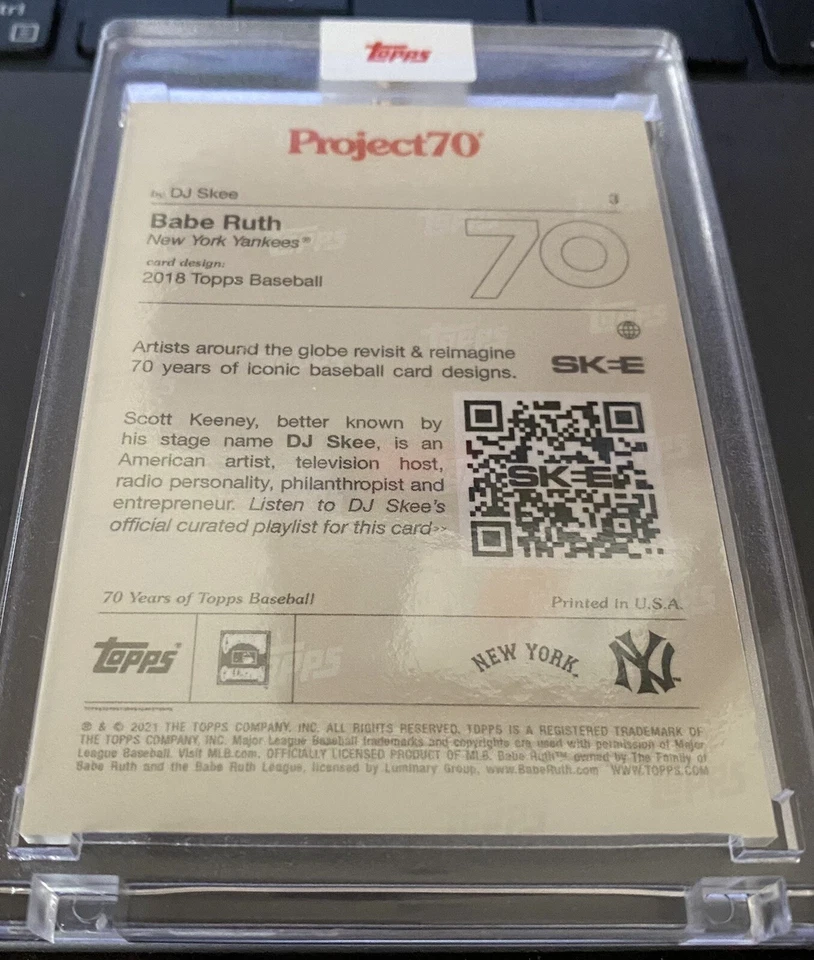 trl
Topps
Project70®
by DJ Skee 3
Babe Ruth
New York Yankees®
card design:
2018 Topps Baseball
70
Artists around the globe revisit & reimagine
70 years of iconic baseball card designs.
SKEE
Scott Keeney, better known by
his stage name DJ Skee, is an
American artist, television host,
radio personality, philanthropist and
entrepreneur. Listen to DJ Skee's
official curated playlist for this card>>
SKEE
70 Years of Topps Baseball Printed in U.S.A.
Topps®
NEW YORK
NY
® & © 2021 THE TOPPS COMPANY, INC. ALL RIGHTS RESERVED. TOPPS IS A REGISTERED TRADEMARK OF
THE TOPPS COMPANY, INC. Major League Baseball trademarks and copyrights are used with permission of Major
League Baseball. Visit MLB.com. OFFICIALLY LICENSED PRODUCT OF MLB. Babe Ruth™ owned by The Family of
Babe Ruth and the Babe Ruth League, licensed by Luminary Group, www.BabeRuth.com WWW.TOPPS.COM